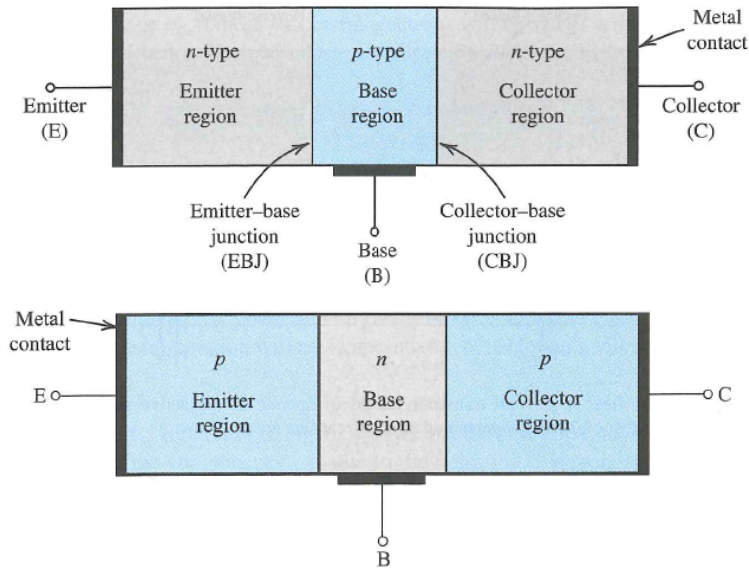 Metal
contact
n-type
Emitter
region
p-type
Base
region
n-type
Collector
region
Emitter
(E)
Collector
(C)
Emitter–base
junction
(EBJ)
Collector–base
junction
(CBJ)
Base
(B)
Metal
contact
p
Emitter
region
n
Base
region
p
Collector
region
E
C
B